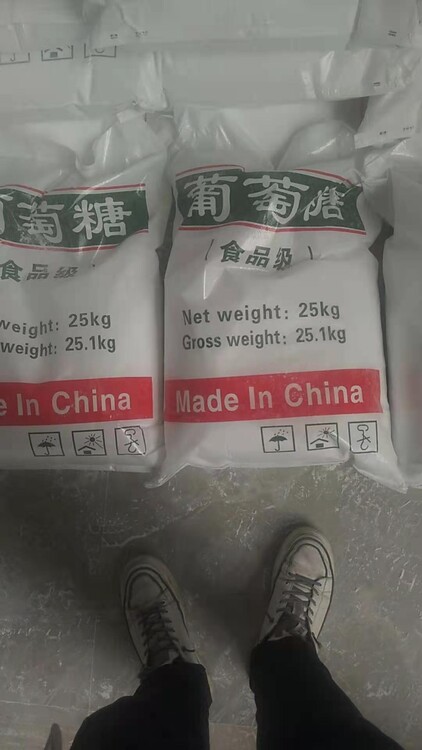 葡萄糖
食品级
weight: 25kg
weight: 25.1kg
In China
葡萄糖
(食品级)
Net weight: 25kg
Gross weight: 25.1kg
Made In China